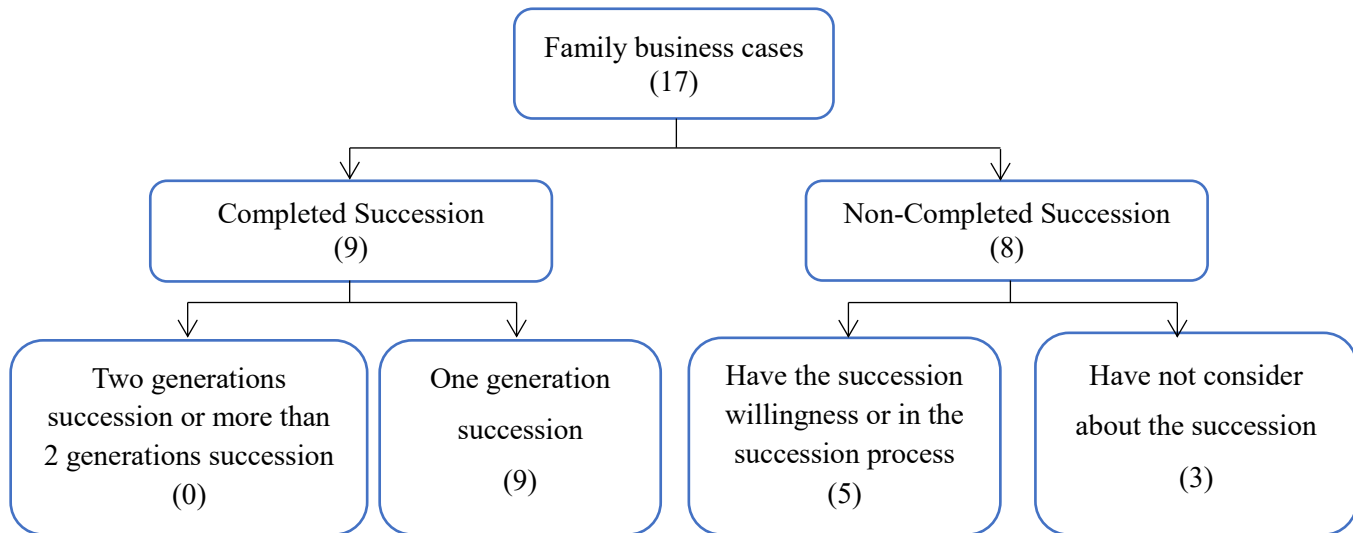 Family business cases
(17)
Completed Succession
(9)
Non-Completed Succession
(8)
Two generations
succession or more than
2 generations succession
(0)
One generation
succession
(9)
Have the succession
willingness or in the
succession process
(5)
Have not consider
about the succession
(3)